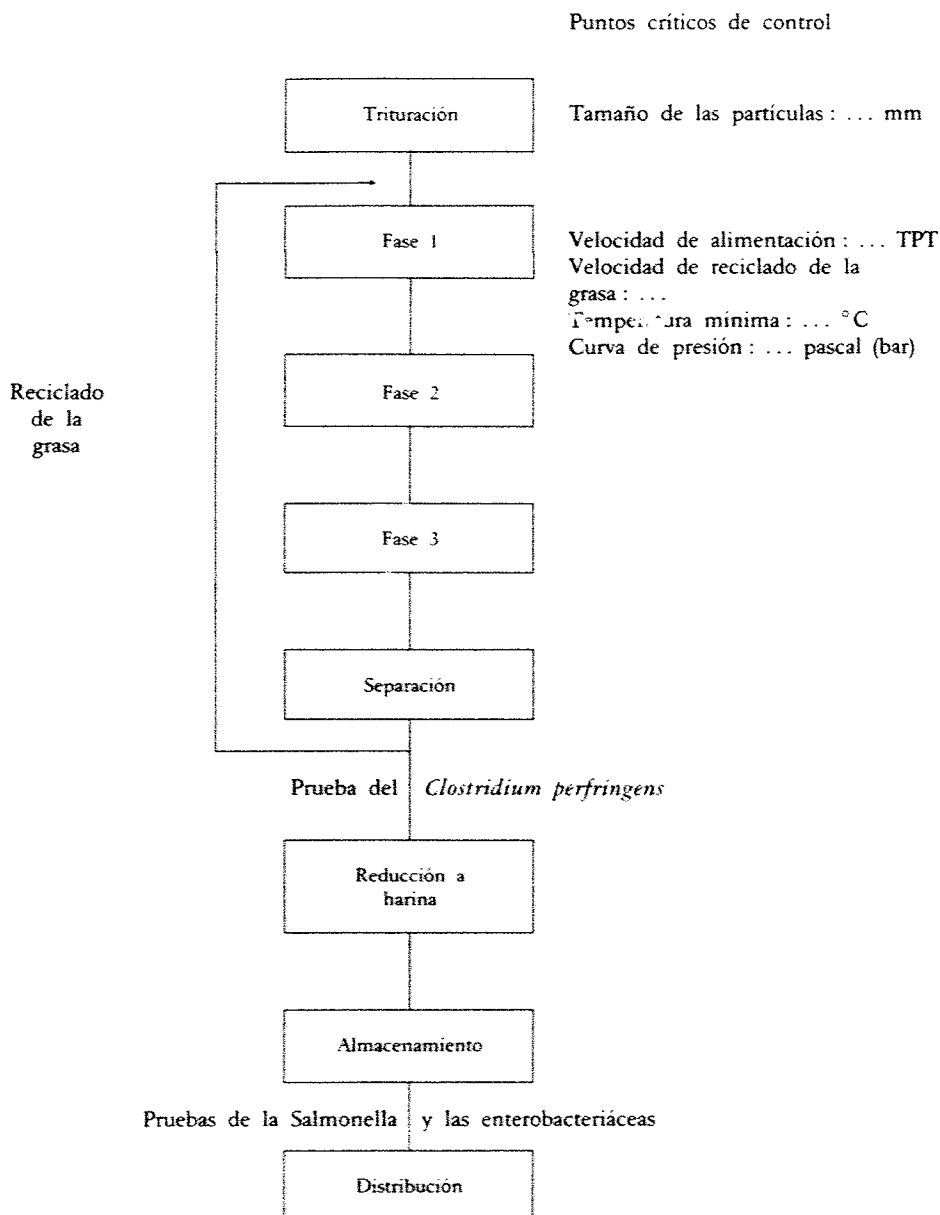 Puntos críticos de control
Trituración
Tamaño de las partículas : ... mm
Fase 1
Velocidad de alimentación : ... TPT
Velocidad de reciclado de la
grasa : ...
mínima : ... °C
Curva de presión : ... pascal (bar)
Fase 2
Reciclado
de la
grasa
Fase 3
Separación
Prueba del Clostridium perfringens
Reducción a
harina
Almacenamiento
Pruebas de la Salmonella y las enterobacteriáceas
Distribución